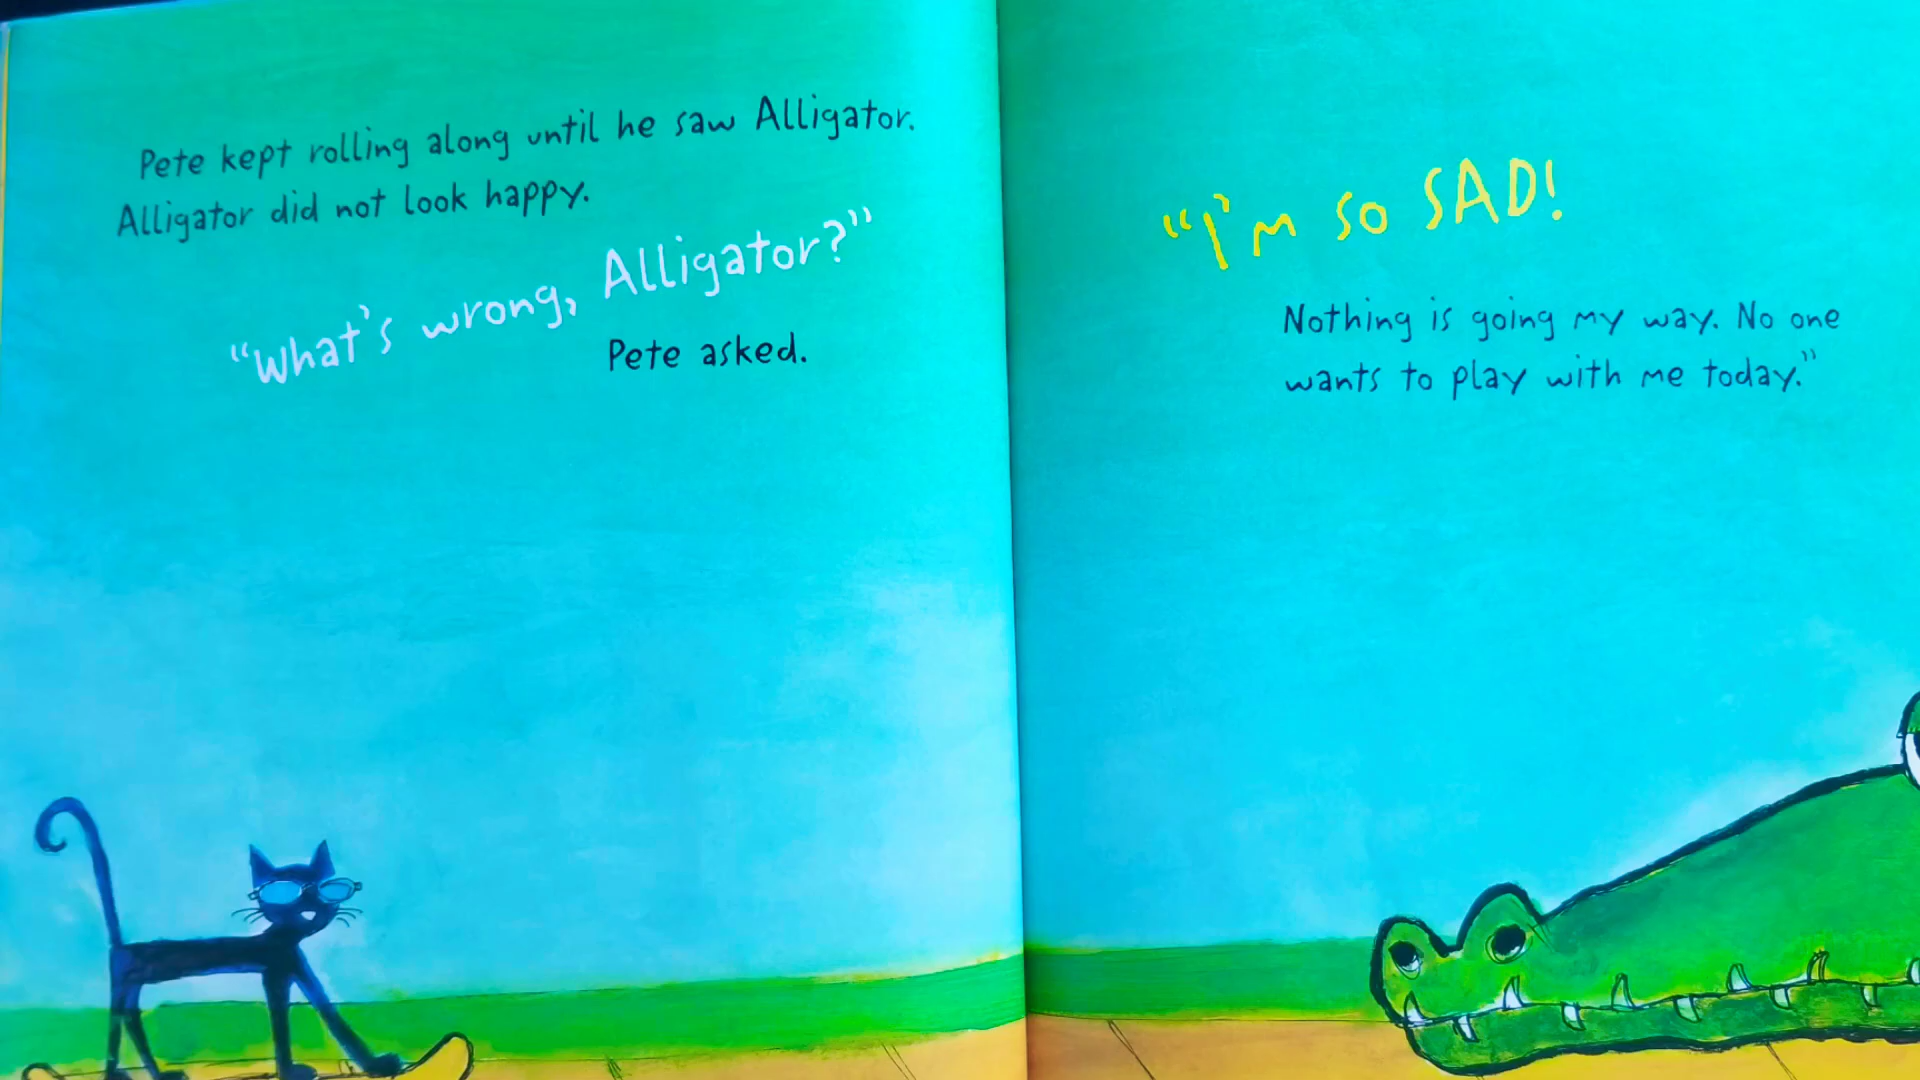 Pete kept rolling along until he saw Alligator.
Alligator did not look happy.
“What's wrong, Alligator?”
Pete asked.
“I'm so SAD!
Nothing is going my way. No one
wants to play with me today.”